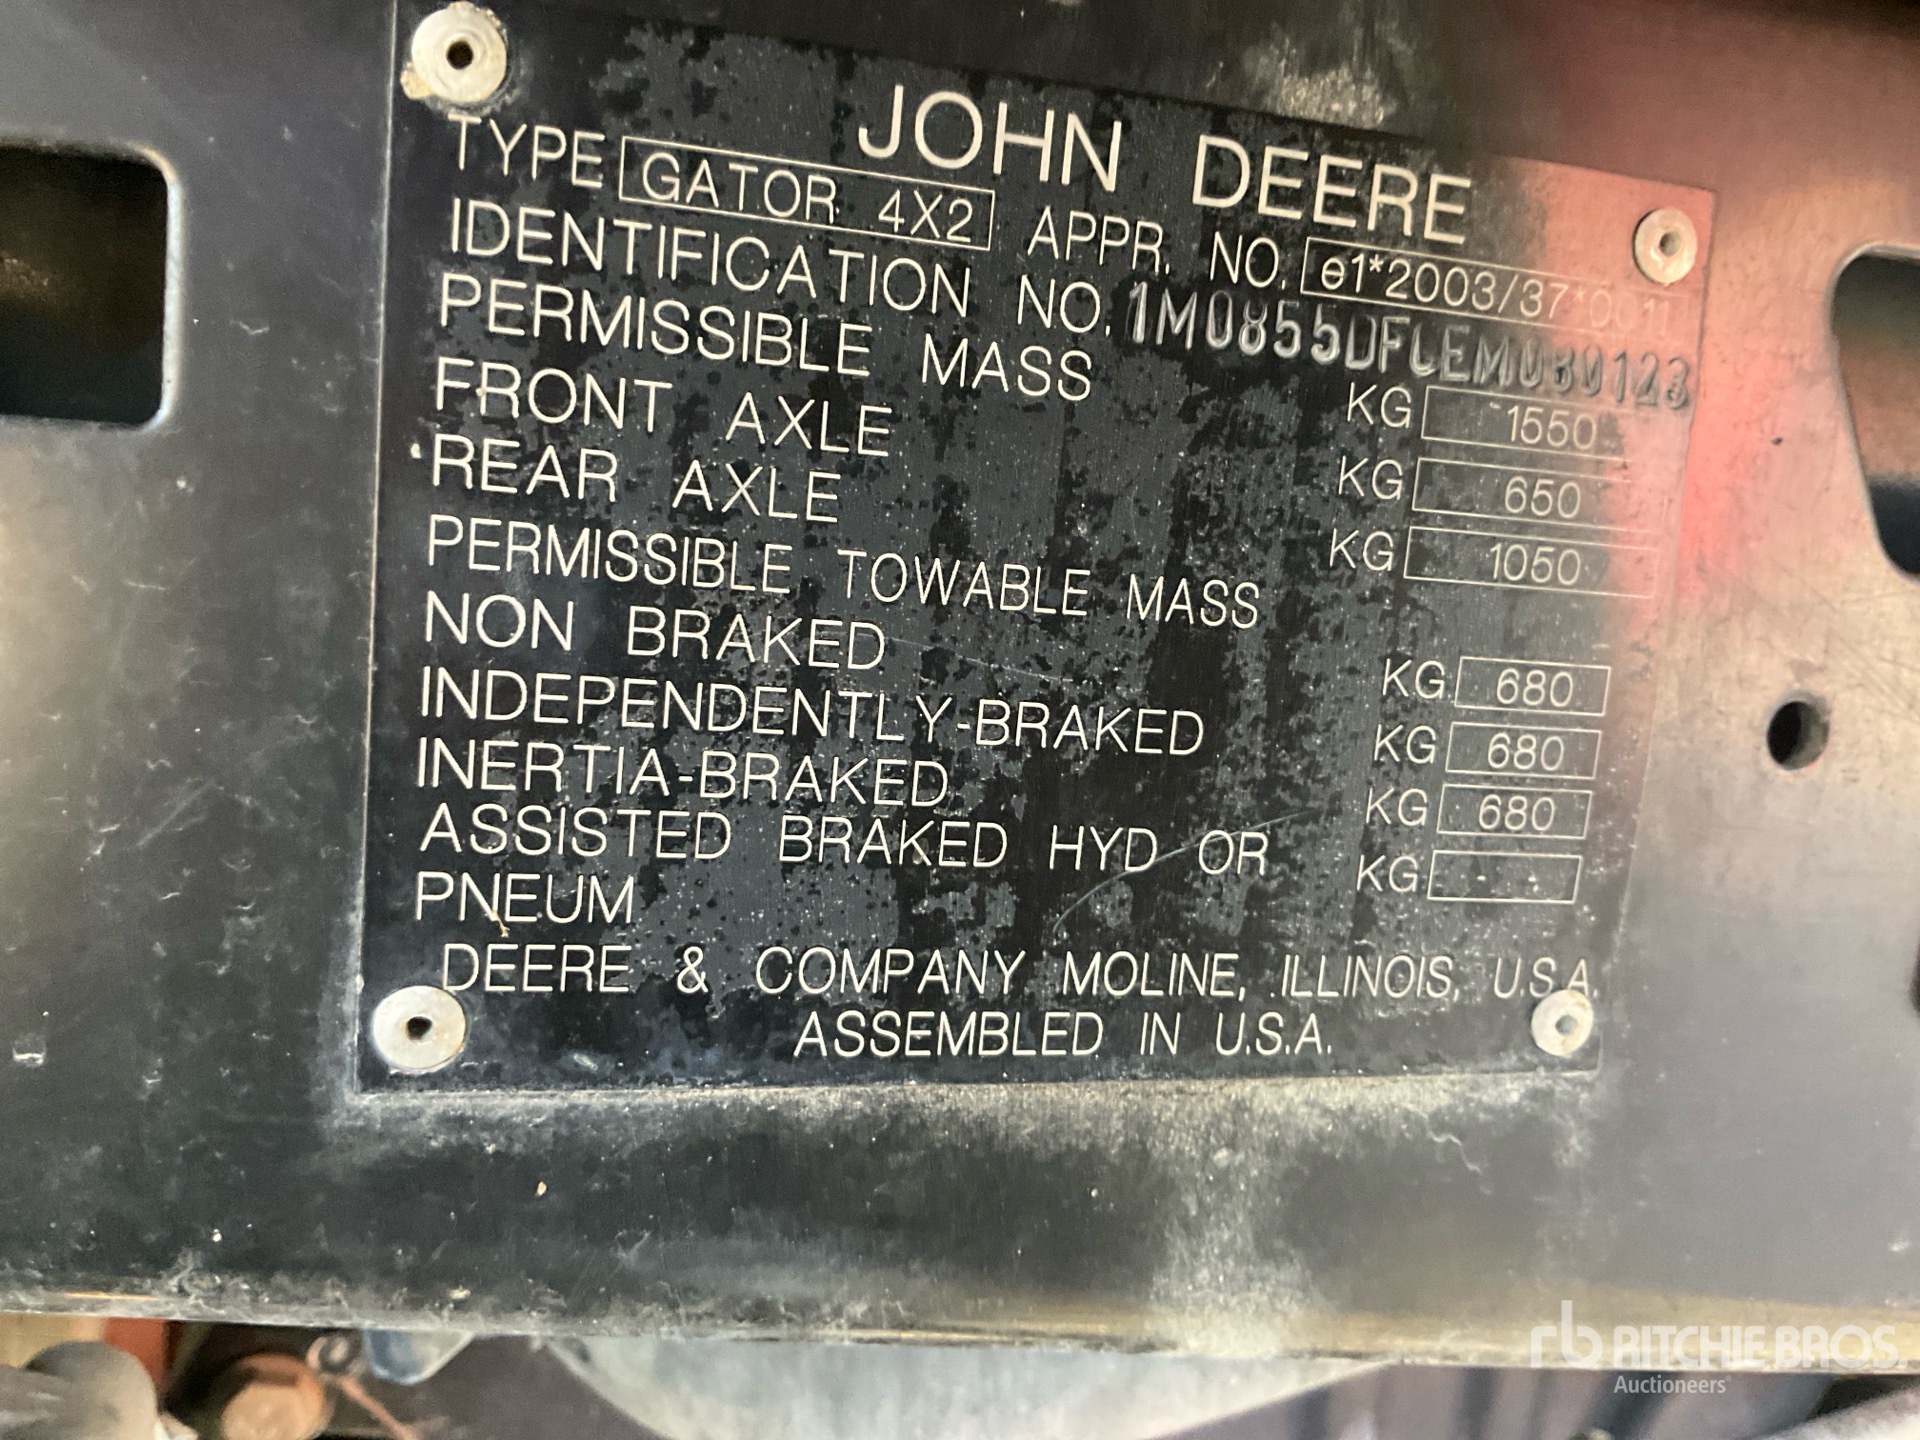 JOHN DEERE
TYPE GATOR 4X2 APPR. NO. e1*2003/37*0011
IDENTIFICATION NO. 1M0855DFCEM080123
PERMISSIBLE MASS KG 1550
FRONT AXLE KG 650
REAR AXLE KG 1050
PERMISSIBLE TOWABLE MASS
NON BRAKED KG 680
INDEPENDENTLY-BRAKED KG 680
INERTIA-BRAKED KG 680
ASSISTED BRAKED HYD OR KG - -
PNEUM
DEERE & COMPANY MOLINE, ILLINOIS, U.S.A.
ASSEMBLED IN U.S.A.
rb RITCHIE BROS.
Auctioneers